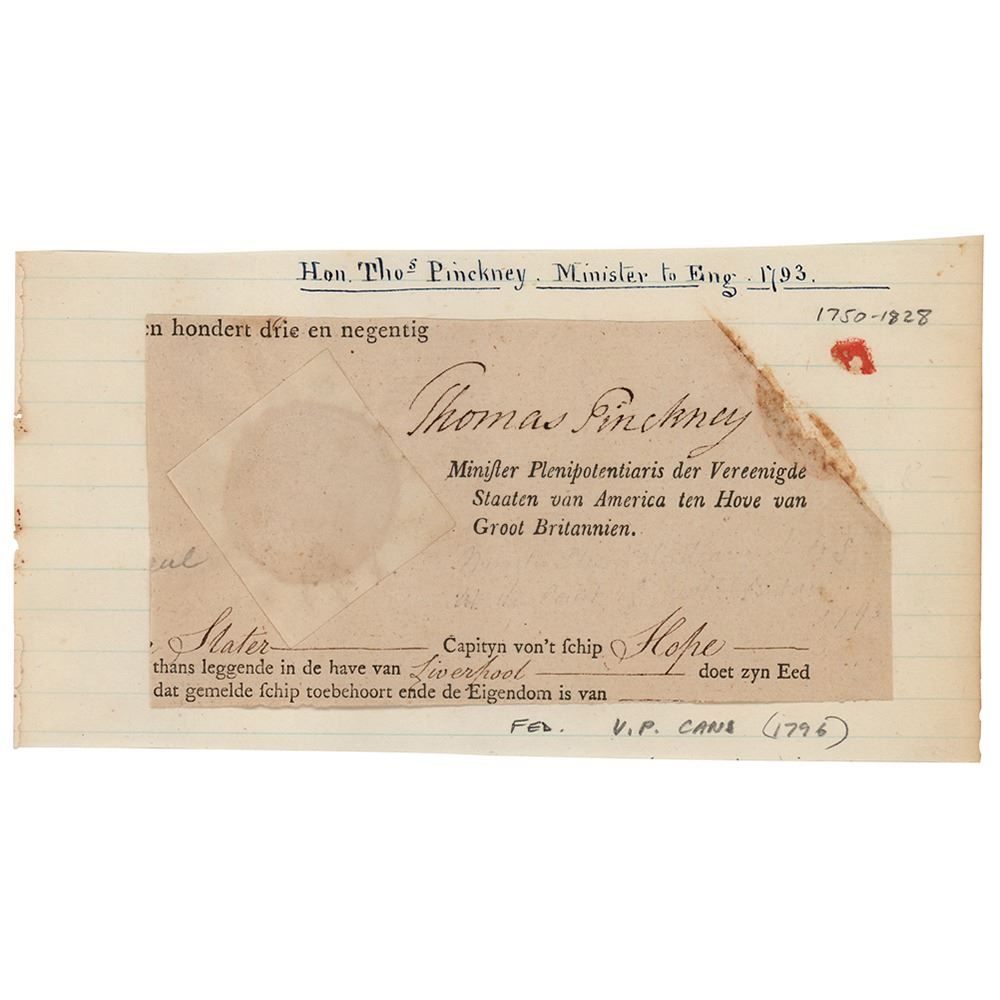 Hon. Thoˢ Pinckney. Minister to Eng. 1793.
1750-1828
en hondert drie en negentig
Thomas Pinckney
Miniſter Plenipotentiaris der Vereenigde
Staaten van America ten Hove van
Groot Britannien.
Slater Capityn von't ſchip Hope
thans leggende in de have van Liverpool doet zyn Eed
dat gemelde ſchip toebehoort ende de Eigendom is van
FED. V.P. CAND (1796)